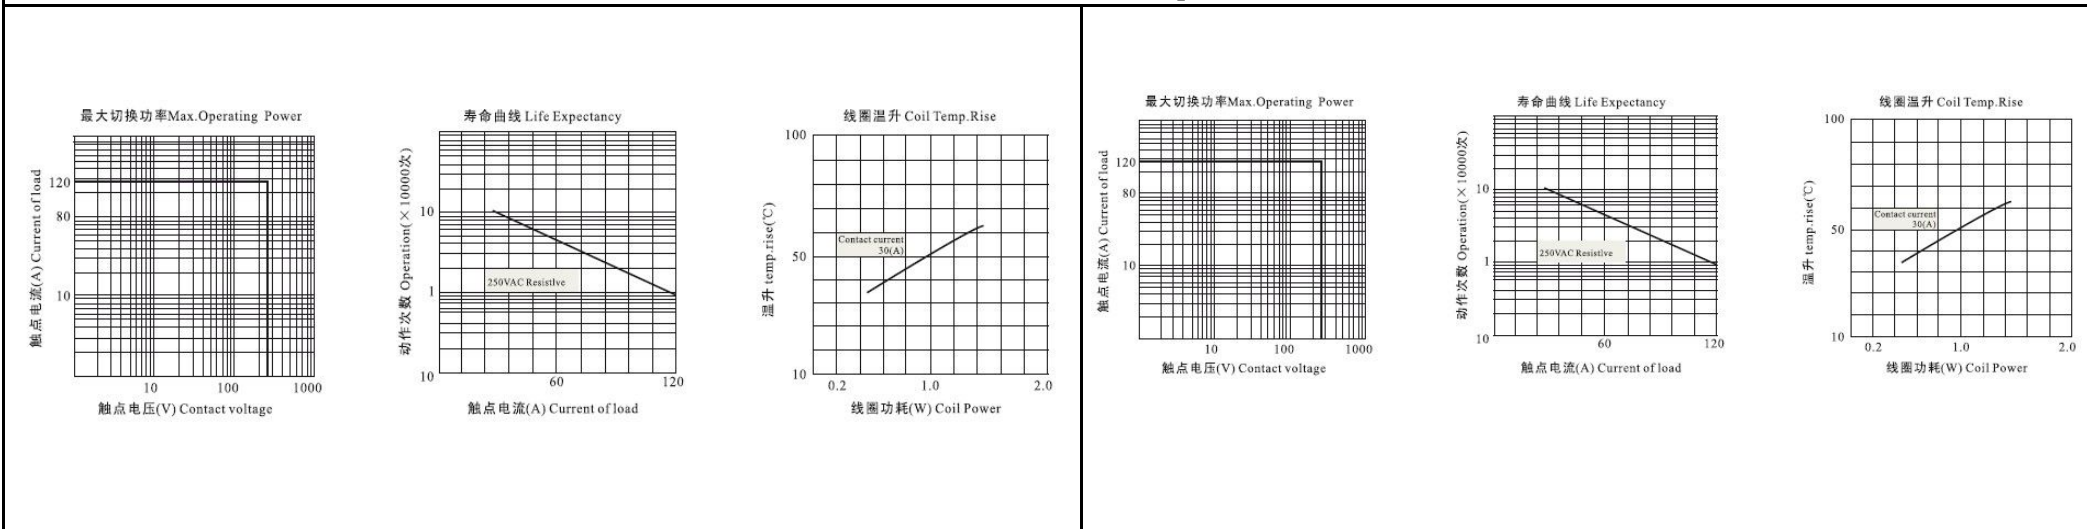 最大切换功率Max.Operating Power
触点电流(A) Current of load
120
80
10
10
100
1000
触点电压(V) Contact voltage
寿命曲线 Life Expectancy
动作次数 Operation(×10000次)
10
1
10
250VAC Resistive
60
120
触点电流(A) Current of load
线圈温升 Coil Temp.Rise
温升 temp.rise(℃)
100
50
10
Contact current
30(A)
0.2
1.0
2.0
线圈功耗(W) Coil Power
最大切换功率Max.Operating Power
触点电流(A) Current of load
120
80
10
10
100
1000
触点电压(V) Contact voltage
寿命曲线 Life Expectancy
动作次数 Operation(×10000次)
10
1
10
250VAC Resistive
60
120
触点电流(A) Current of load
线圈温升 Coil Temp.Rise
温升 temp.rise(℃)
100
50
10
Contact current
30(A)
0.2
1.0
2.0
线圈功耗(W) Coil Power